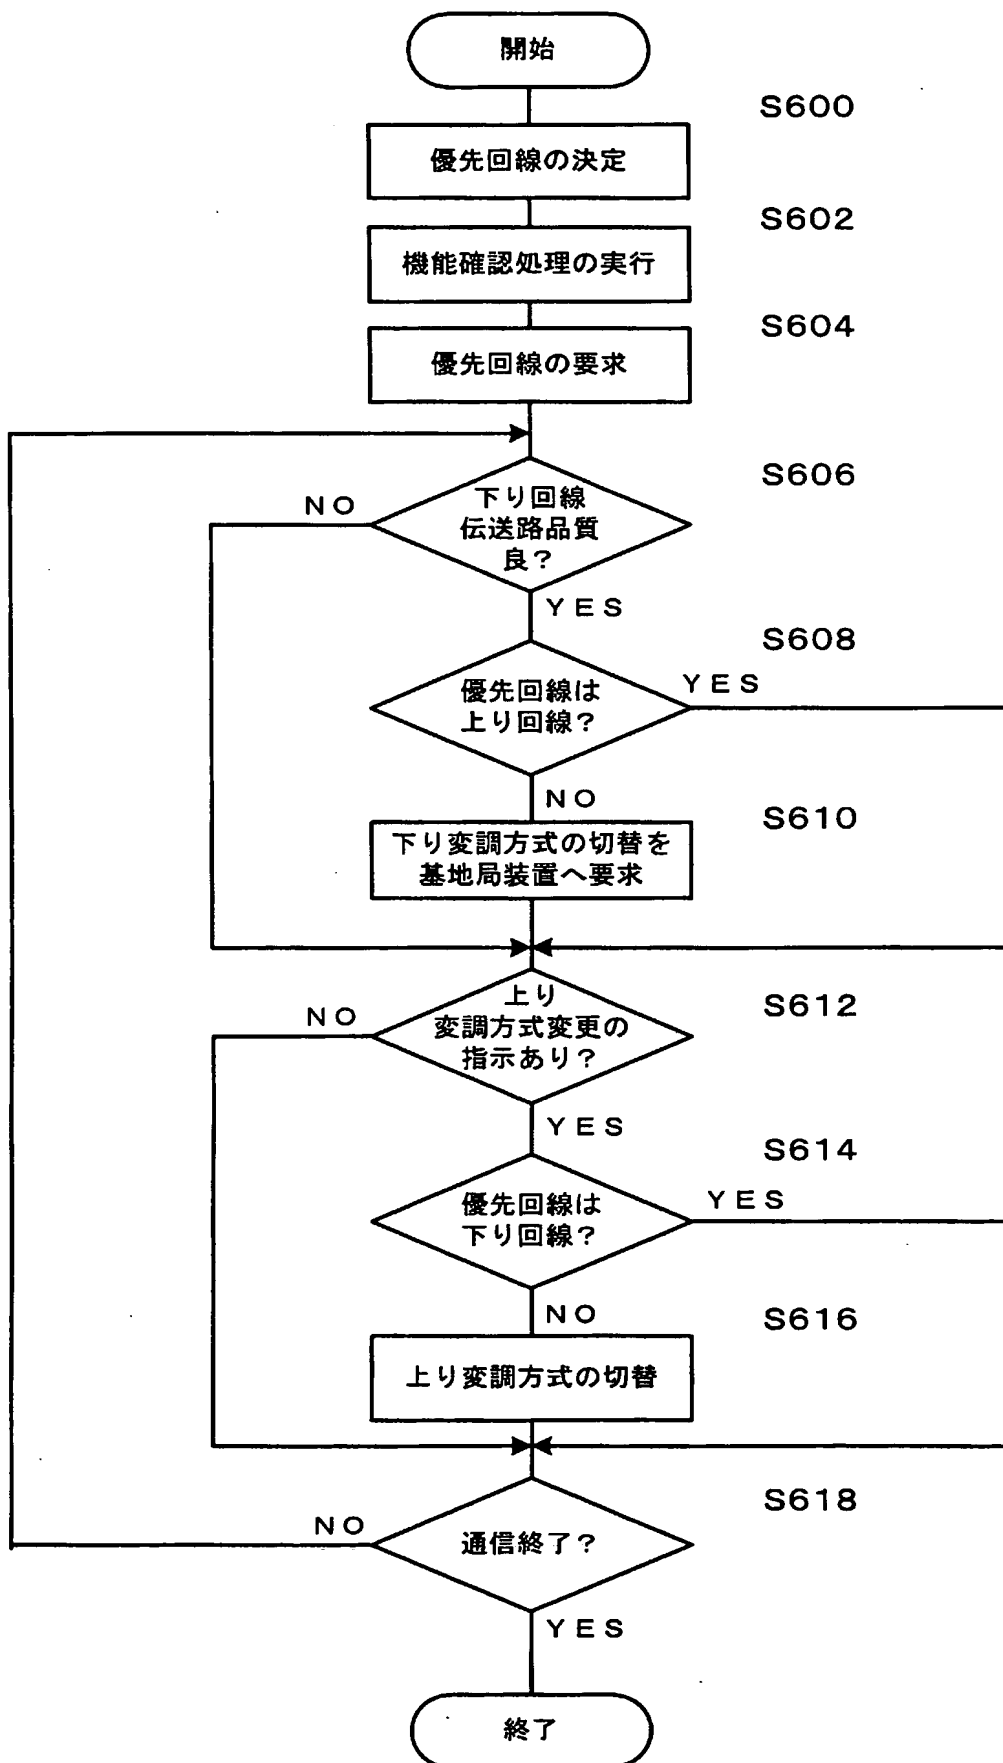 開始
S600
優先回線の決定
S602
機能確認処理の実行
S604
優先回線の要求
S606
NO
下り回線
伝送路品質
良?
YES
S608
優先回線は
上り回線?
YES
NO
S610
下り変調方式の切替を
基地局装置へ要求
S612
NO
上り
変調方式変更の
指示あり?
YES
S614
優先回線は
下り回線?
YES
NO
S616
上り変調方式の切替
S618
NO
通信終了?
YES
終了